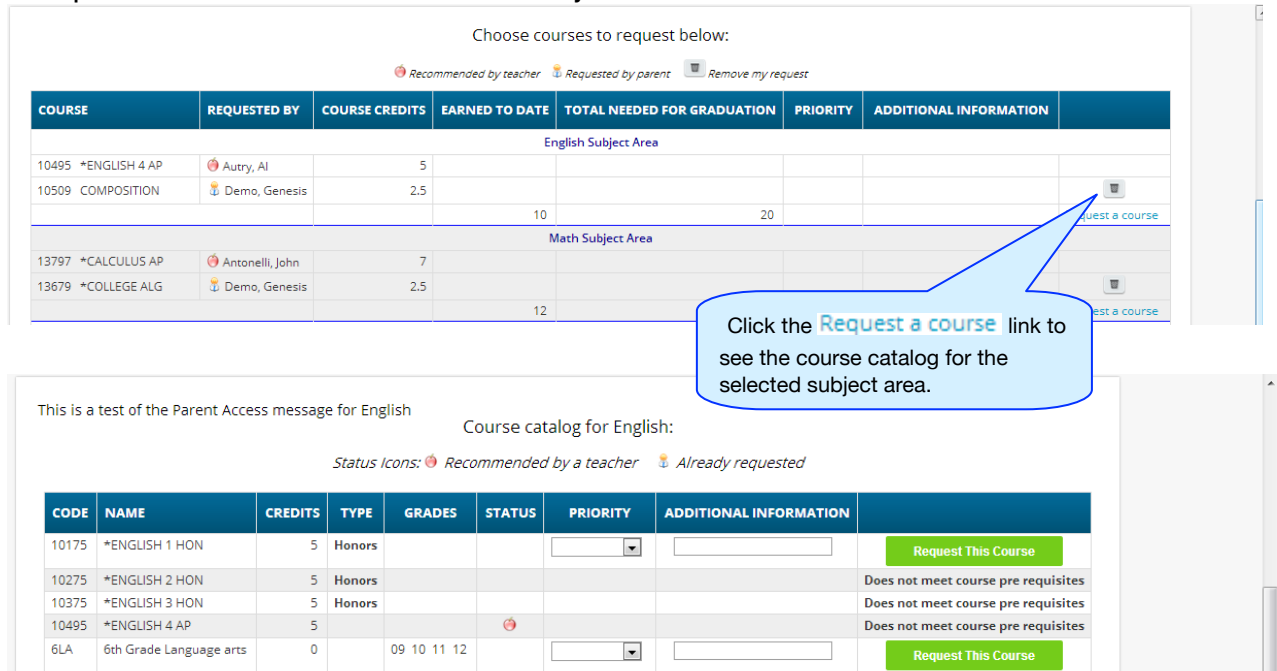 Choose courses to request below:
Recommended by teacher Requested by parent Remove my request
COURSE REQUESTED BY COURSE CREDITS EARNED TO DATE TOTAL NEEDED FOR GRADUATION PRIORITY ADDITIONAL INFORMATION
English Subject Area
10495 *ENGLISH 4 AP Autry, Al 5
10509 COMPOSITION Demo, Genesis 2.5
10 20 quest a course
Math Subject Area
13797 *CALCULUS AP Antonelli, John 7
13679 *COLLEGE ALG Demo, Genesis 2.5
12 est a course
Click the Request a course link to
see the course catalog for the
selected subject area.
This is a test of the Parent Access message for English
Course catalog for English:
Status Icons: Recommended by a teacher Already requested
CODE NAME CREDITS TYPE GRADES STATUS PRIORITY ADDITIONAL INFORMATION
10175 *ENGLISH 1 HON 5 Honors Request This Course
10275 *ENGLISH 2 HON 5 Honors Does not meet course pre requisites
10375 *ENGLISH 3 HON 5 Honors Does not meet course pre requisites
10495 *ENGLISH 4 AP 5 Does not meet course pre requisites
6LA 6th Grade Language arts 0 09 10 11 12 Request This Course